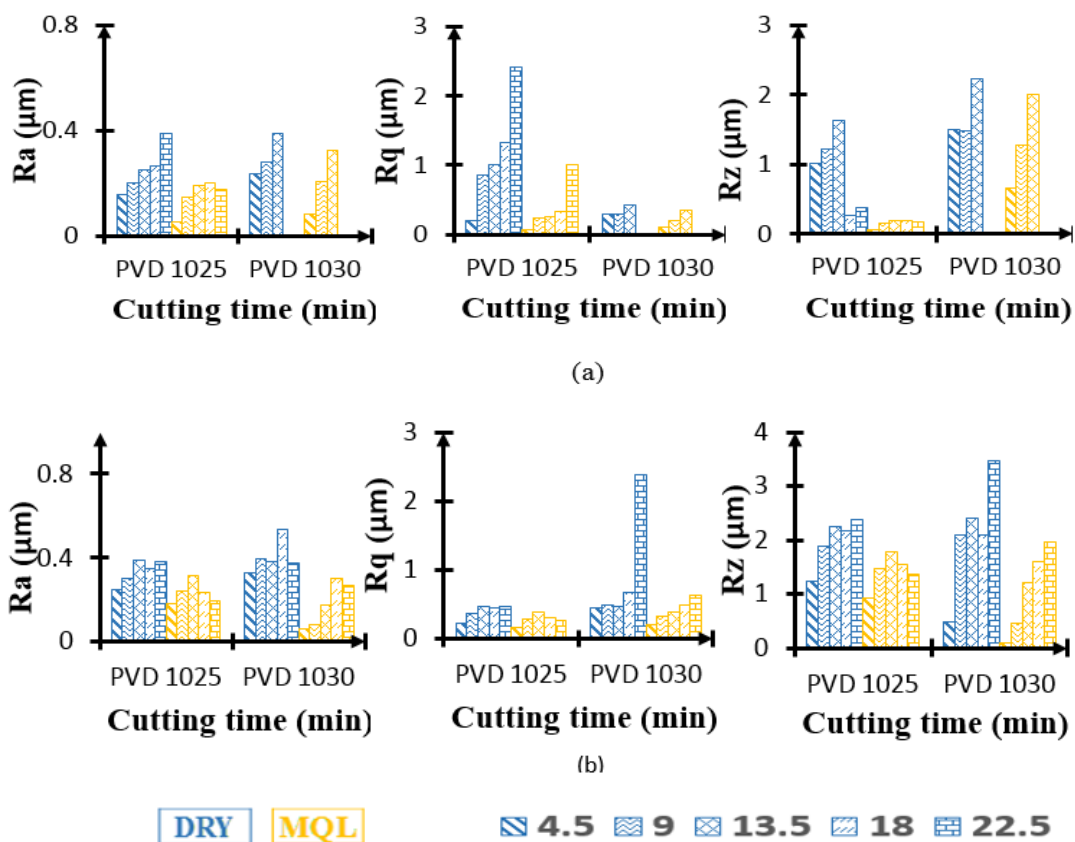 0.8
0.4
0
Ra (μm)
PVD 1025 PVD 1030
Cutting time (min)
3
2
1
0
Rq (μm)
PVD 1025 PVD 1030
Cutting time (min)
3
2
1
0
Rz (μm)
PVD 1025 PVD 1030
Cutting time (min)
(a)
0.8
0.4
0
Ra (μm)
PVD 1025 PVD 1030
Cutting time (min)
3
2
1
0
Rq (μm)
PVD 1025 PVD 1030
Cutting time (min)
4
3
2
1
0
Rz (μm)
PVD 1025 PVD 1030
Cutting time (min)
(b)
DRY MQL 4.5 9 13.5 18 22.5